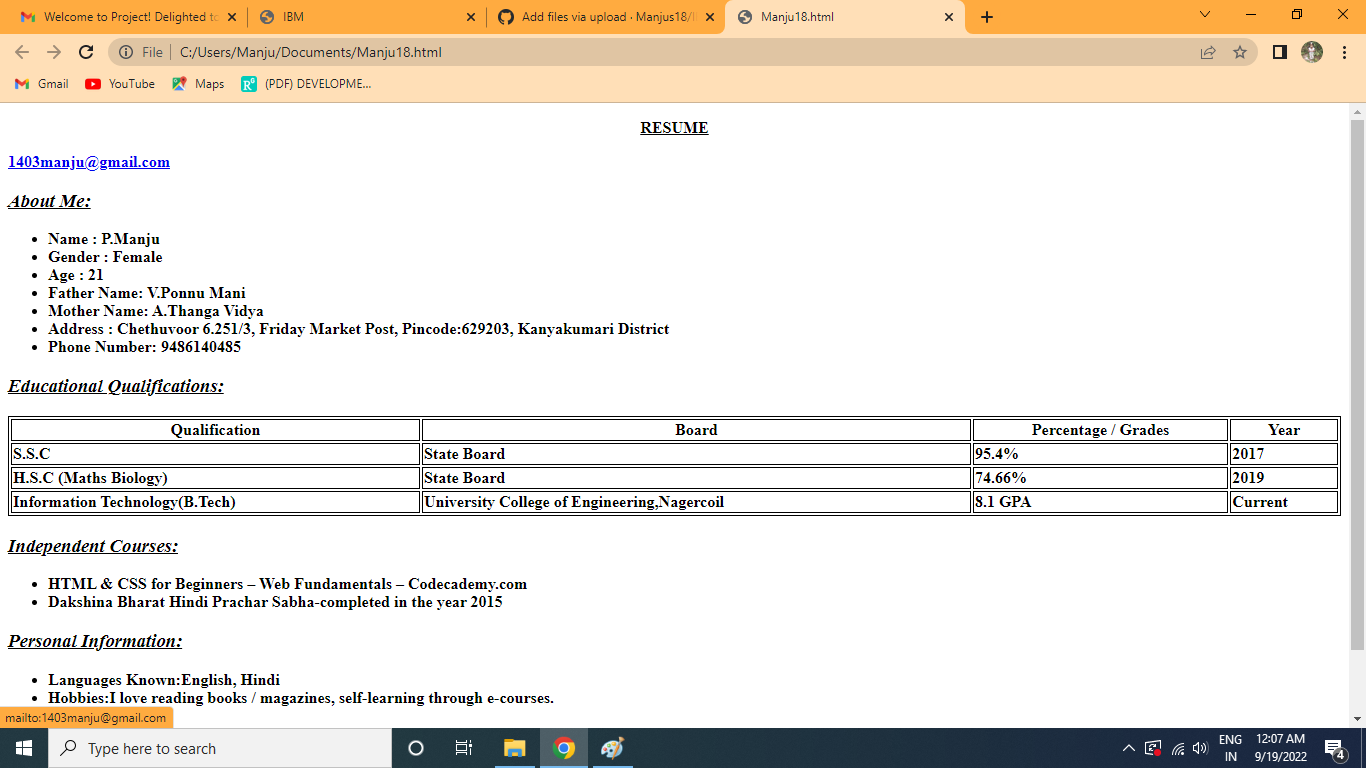 Welcome to Project! Delighted to
IBM
Add files via upload · Manjus18/I
Manju18.html
File
C:/Users/Manju/Documents/Manju18.html
Gmail
YouTube
Maps
(PDF) DEVELOPME...
RESUME
1403manju@gmail.com
About Me:
Name : P.Manju
Gender : Female
Age : 21
Father Name: V.Ponnu Mani
Mother Name: A.Thanga Vidya
Address : Chethuvoor 6.251/3, Friday Market Post, Pincode:629203, Kanyakumari District
Phone Number: 9486140485
Educational Qualifications:
Qualification Board Percentage / Grades Year
S.S.C State Board 95.4% 2017
H.S.C (Maths Biology) State Board 74.66% 2019
Information Technology(B.Tech) University College of Engineering,Nagercoil 8.1 GPA Current
Independent Courses:
HTML & CSS for Beginners – Web Fundamentals – Codecademy.com
Dakshina Bharat Hindi Prachar Sabha-completed in the year 2015
Personal Information:
Languages Known:English, Hindi
Hobbies:I love reading books / magazines, self-learning through e-courses.
mailto:1403manju@gmail.com
Type here to search
ENG
IN
12:07 AM
9/19/2022
4